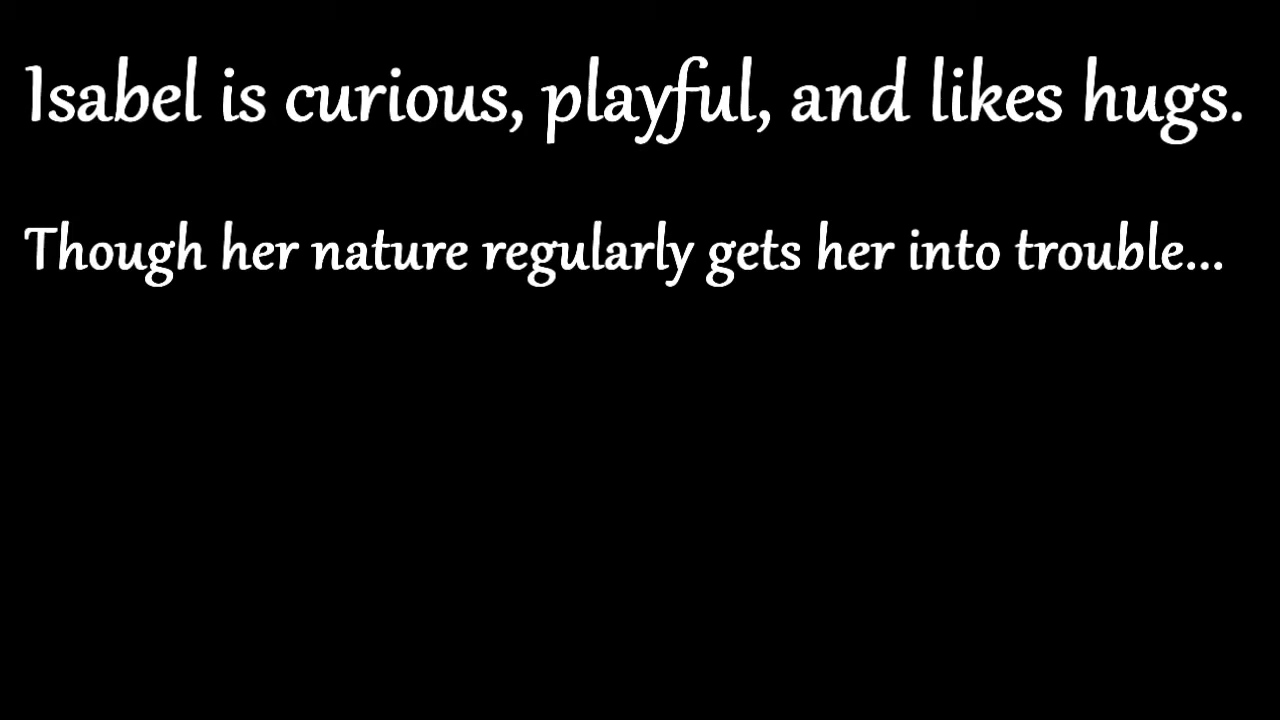 Isabel is curious, playful, and likes hugs.
Though her nature regularly gets her into trouble...